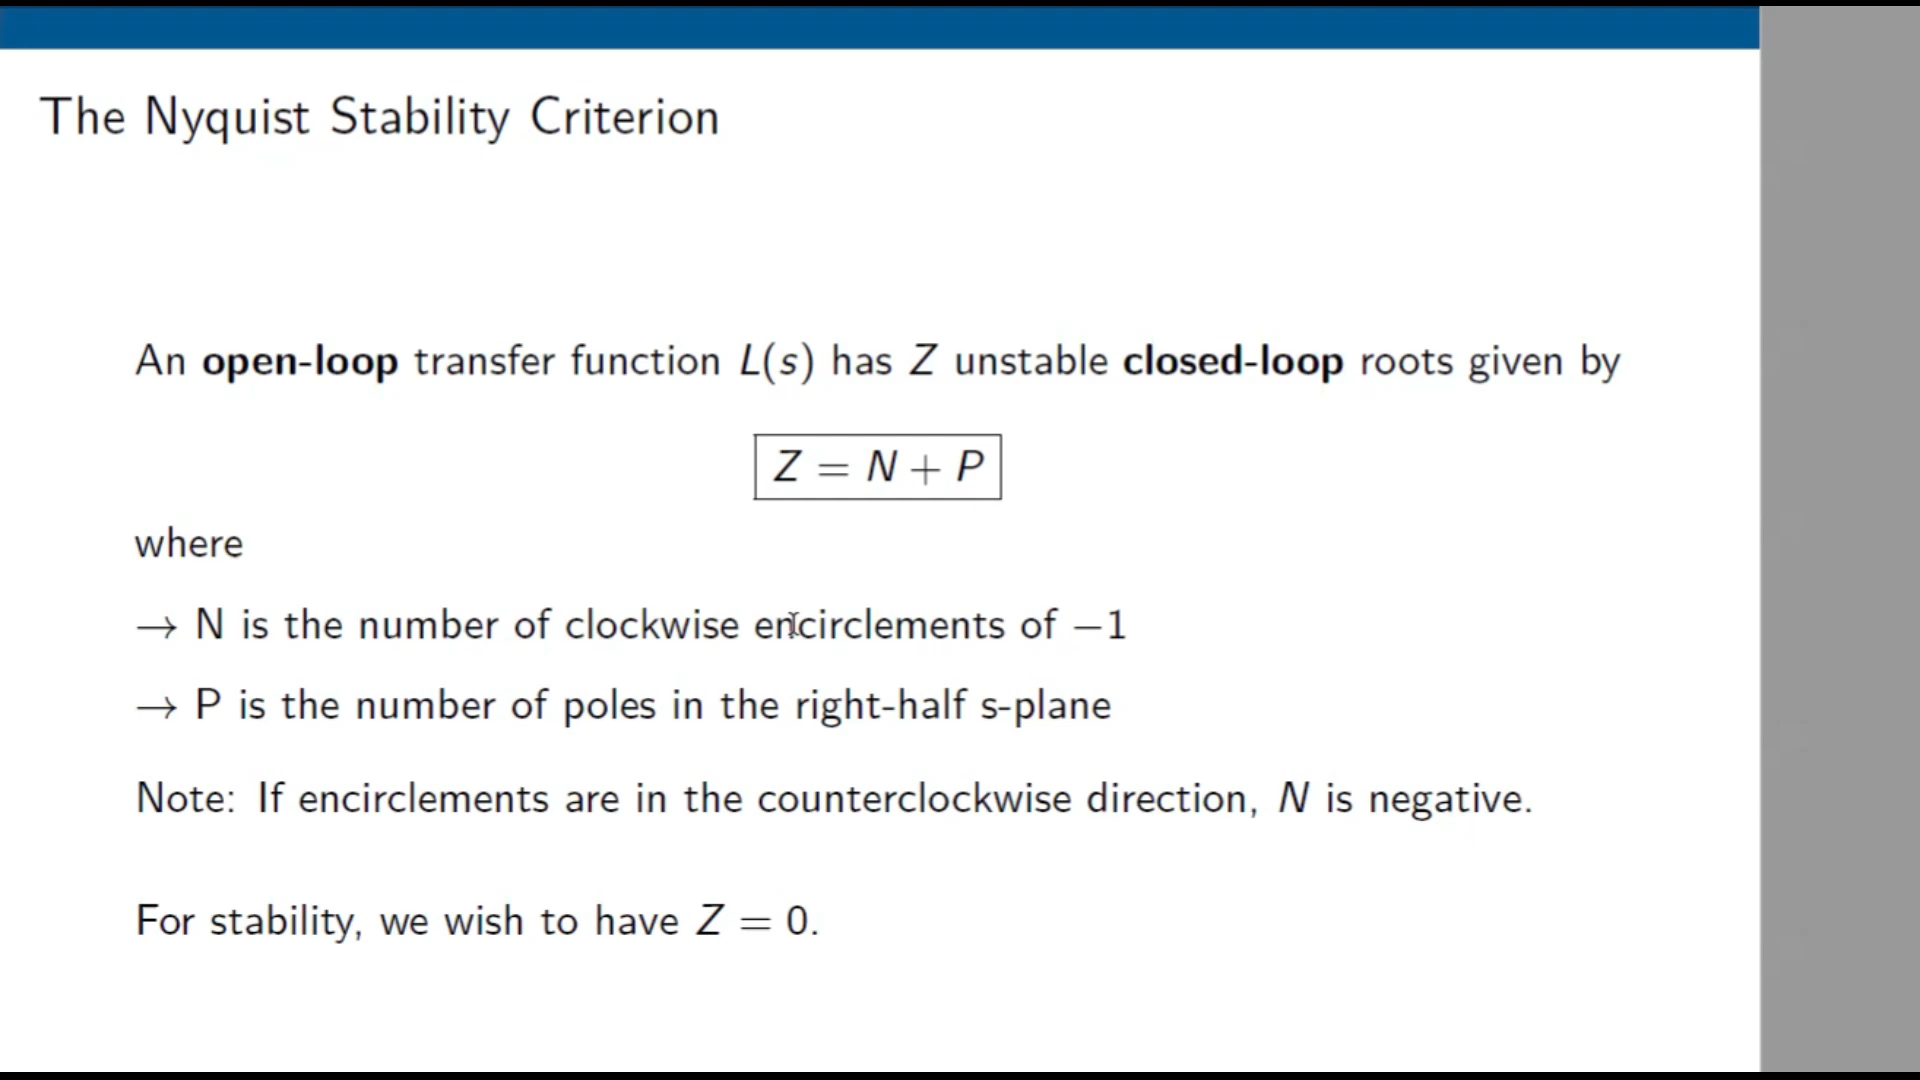 The Nyquist Stability Criterion
An open-loop transfer function L(s) has Z unstable closed-loop roots given by
Z = N + P
where
→ N is the number of clockwise encirclements of −1
→ P is the number of poles in the right-half s-plane
Note: If encirclements are in the counterclockwise direction, N is negative.
For stability, we wish to have Z = 0.